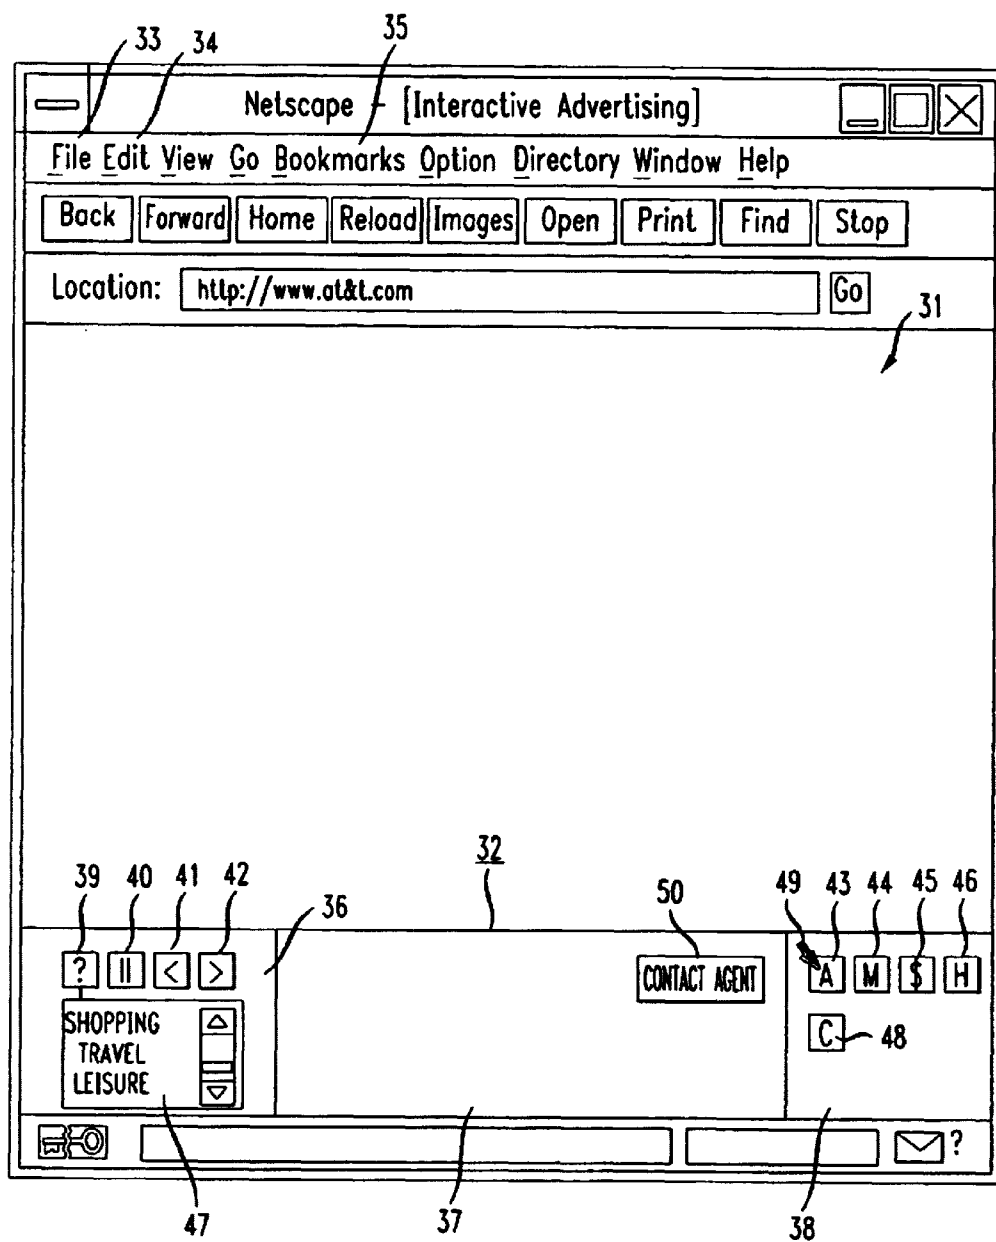 33 34 35
Netscape - [Interactive Advertising]
File Edit View Go Bookmarks Option Directory Window Help
Back Forward Home Reload Images Open Print Find Stop
Location: http://www.at&t.com Go
31
39 40 41 42 36 32 50 49 43 44 45 46
? || < > CONTACT AGENT A M $ H
SHOPPING
TRAVEL
LEISURE
C 48
?
47 37 38